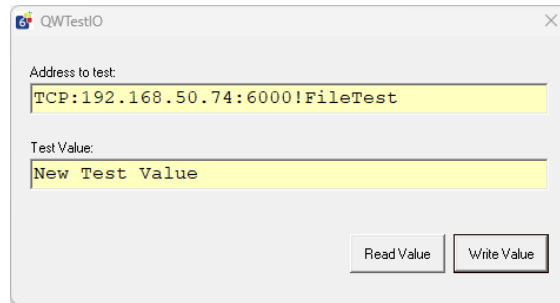 QWTestIO
Address to test:
TCP:192.168.50.74:6000!FileTest
Test Value:
New Test Value
Read Value
Write Value